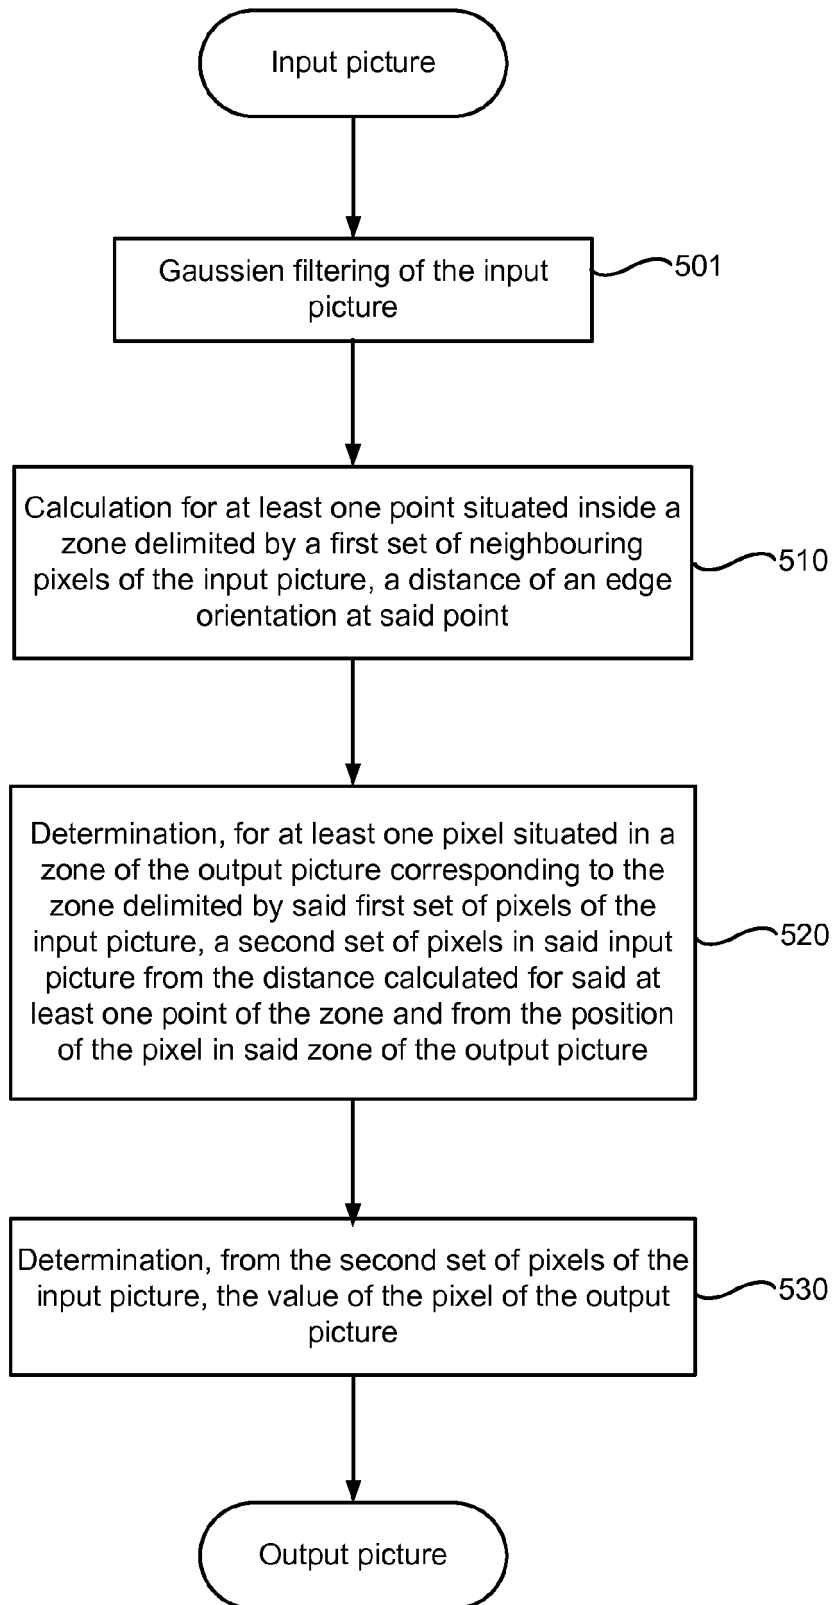 Input picture
Gaussien filtering of the input
picture
501
Calculation for at least one point situated inside a
zone delimited by a first set of neighbouring
pixels of the input picture, a distance of an edge
orientation at said point
510
Determination, for at least one pixel situated in a
zone of the output picture corresponding to the
zone delimited by said first set of pixels of the
input picture, a second set of pixels in said input
picture from the distance calculated for said at
least one point of the zone and from the position
of the pixel in said zone of the output picture
520
Determination, from the second set of pixels of the
input picture, the value of the pixel of the output
picture
530
Output picture